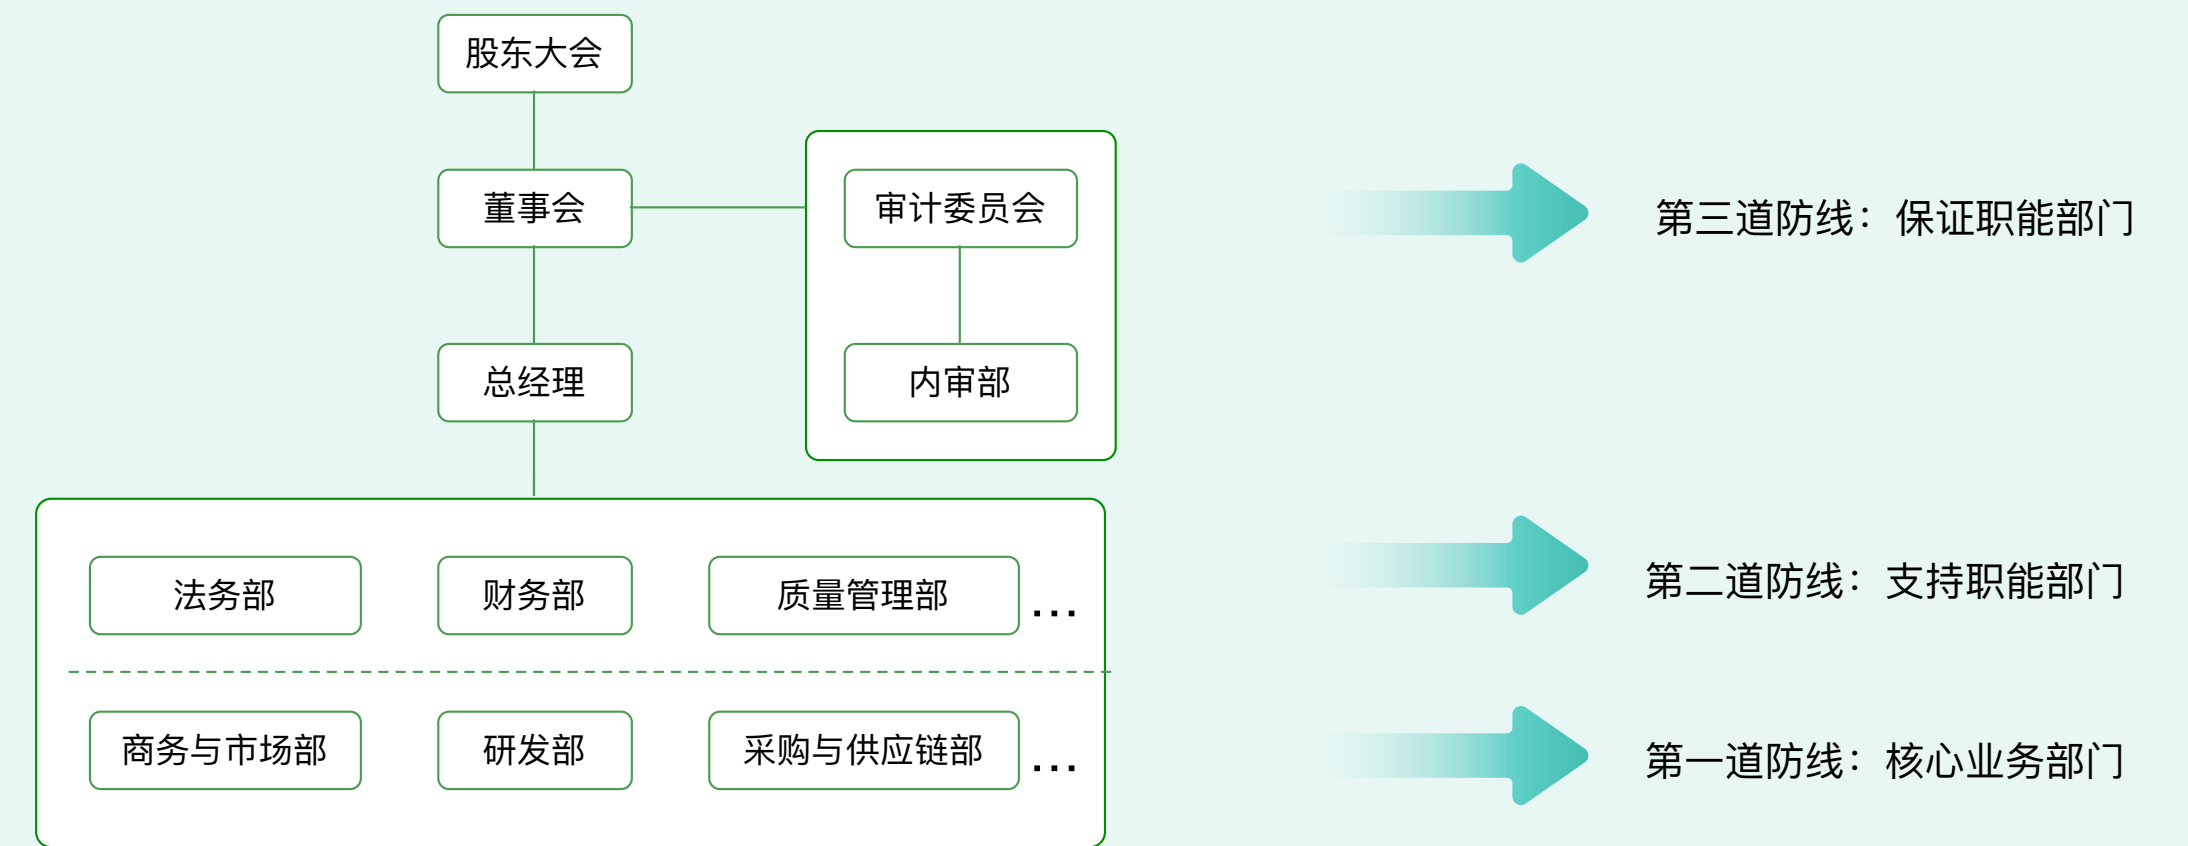 股东大会
董事会
审计委员会
第三道防线：保证职能部门
总经理
内审部
法务部
财务部
质量管理部
...
第二道防线：支持职能部门
商务与市场部
研发部
采购与供应链部
...
第一道防线：核心业务部门